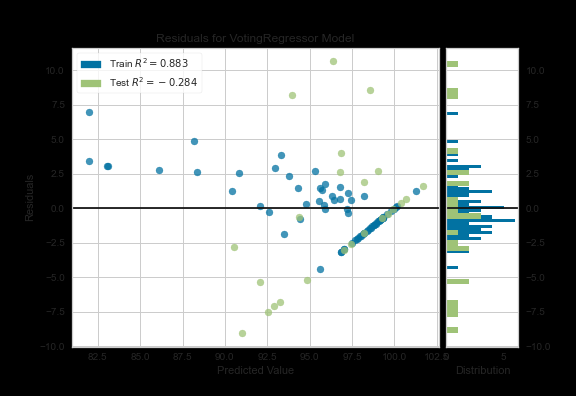 Residuals for VotingRegressor Model
Train R² = 0.883
Test R² = −0.284
Residuals
10.0
7.5
5.0
2.5
0.0
−2.5
−5.0
−7.5
−10.0
82.5 85.0 87.5 90.0 92.5 95.0 97.5 100.0 102.5
Predicted Value
10.0
7.5
5.0
2.5
0.0
−2.5
−5.0
−7.5
−10.0
0 5
Distribution